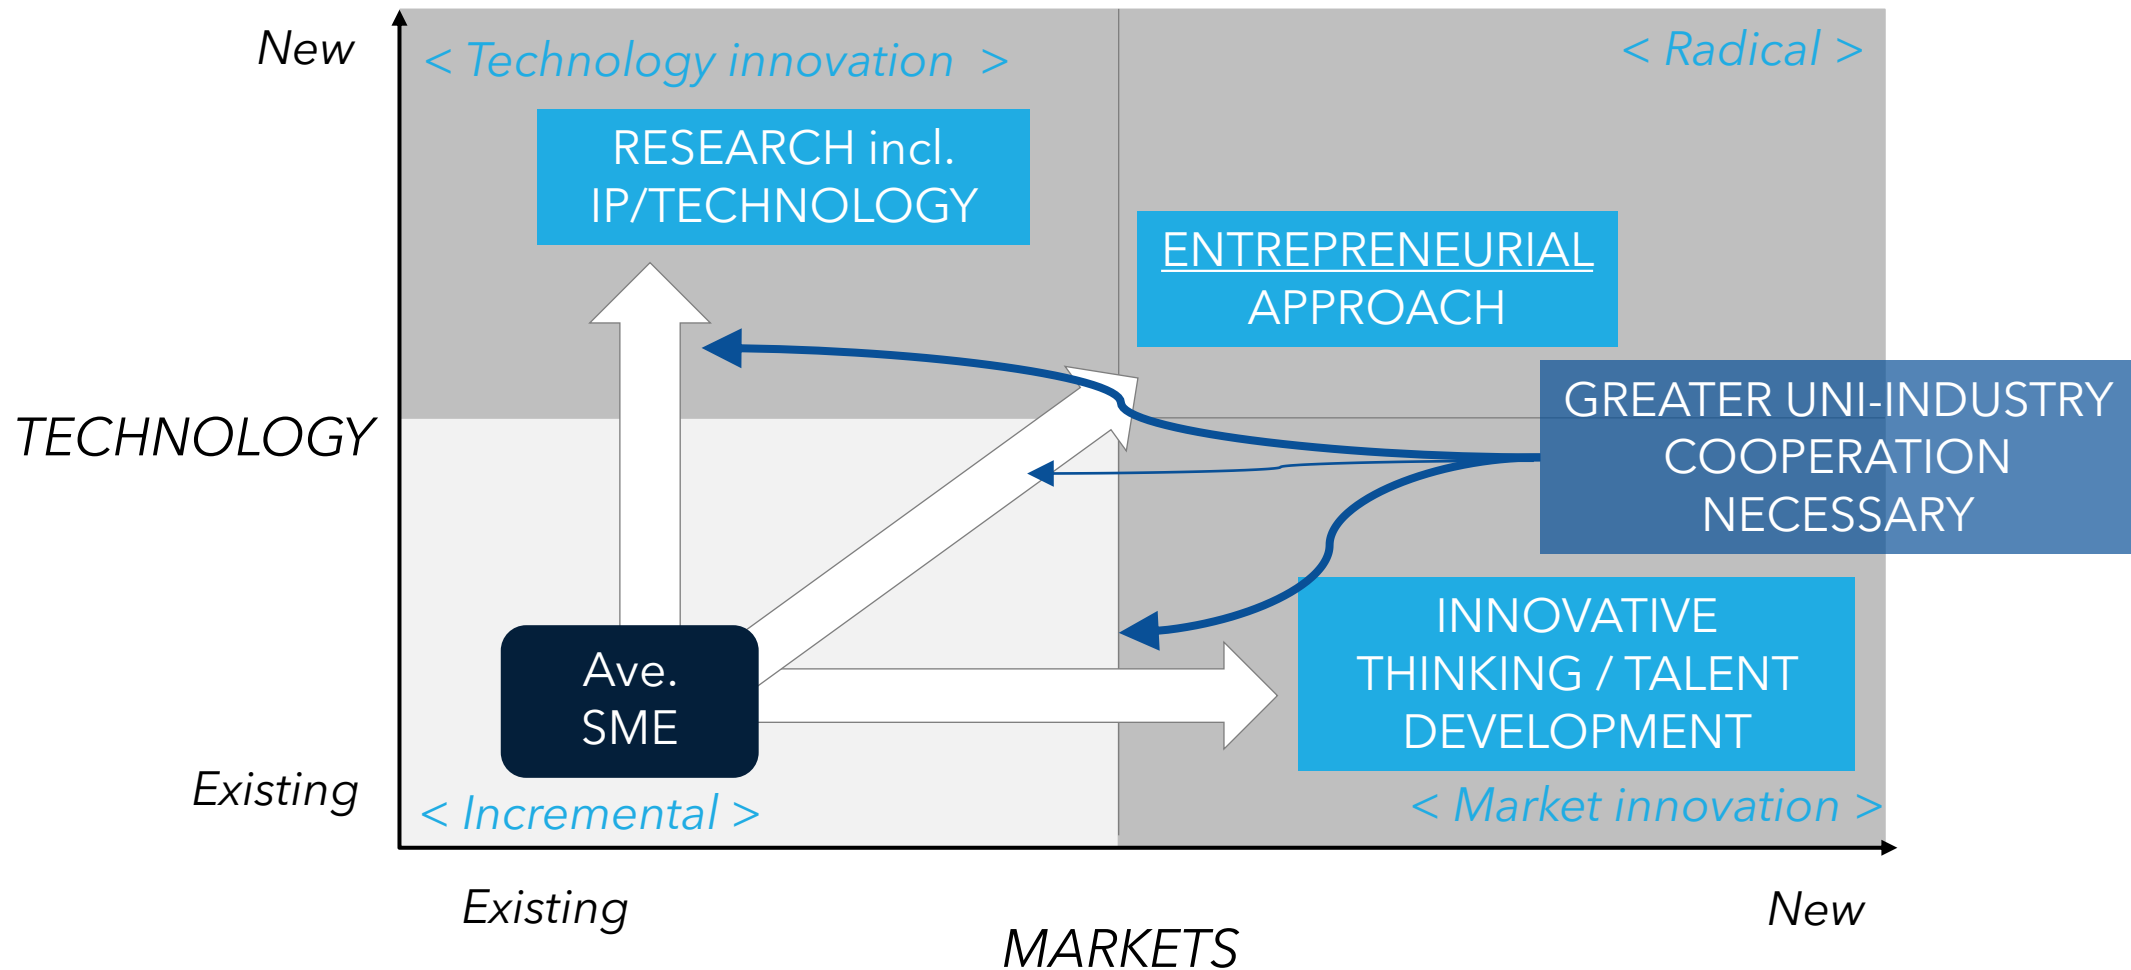 New
< Technology innovation >
< Radical >
RESEARCH incl.
IP/TECHNOLOGY
ENTREPRENEURIAL
APPROACH
GREATER UNI-INDUSTRY
COOPERATION
NECESSARY
TECHNOLOGY
INNOVATIVE
THINKING / TALENT
DEVELOPMENT
Ave.
SME
Existing
< Incremental >
< Market innovation >
Existing
New
MARKETS